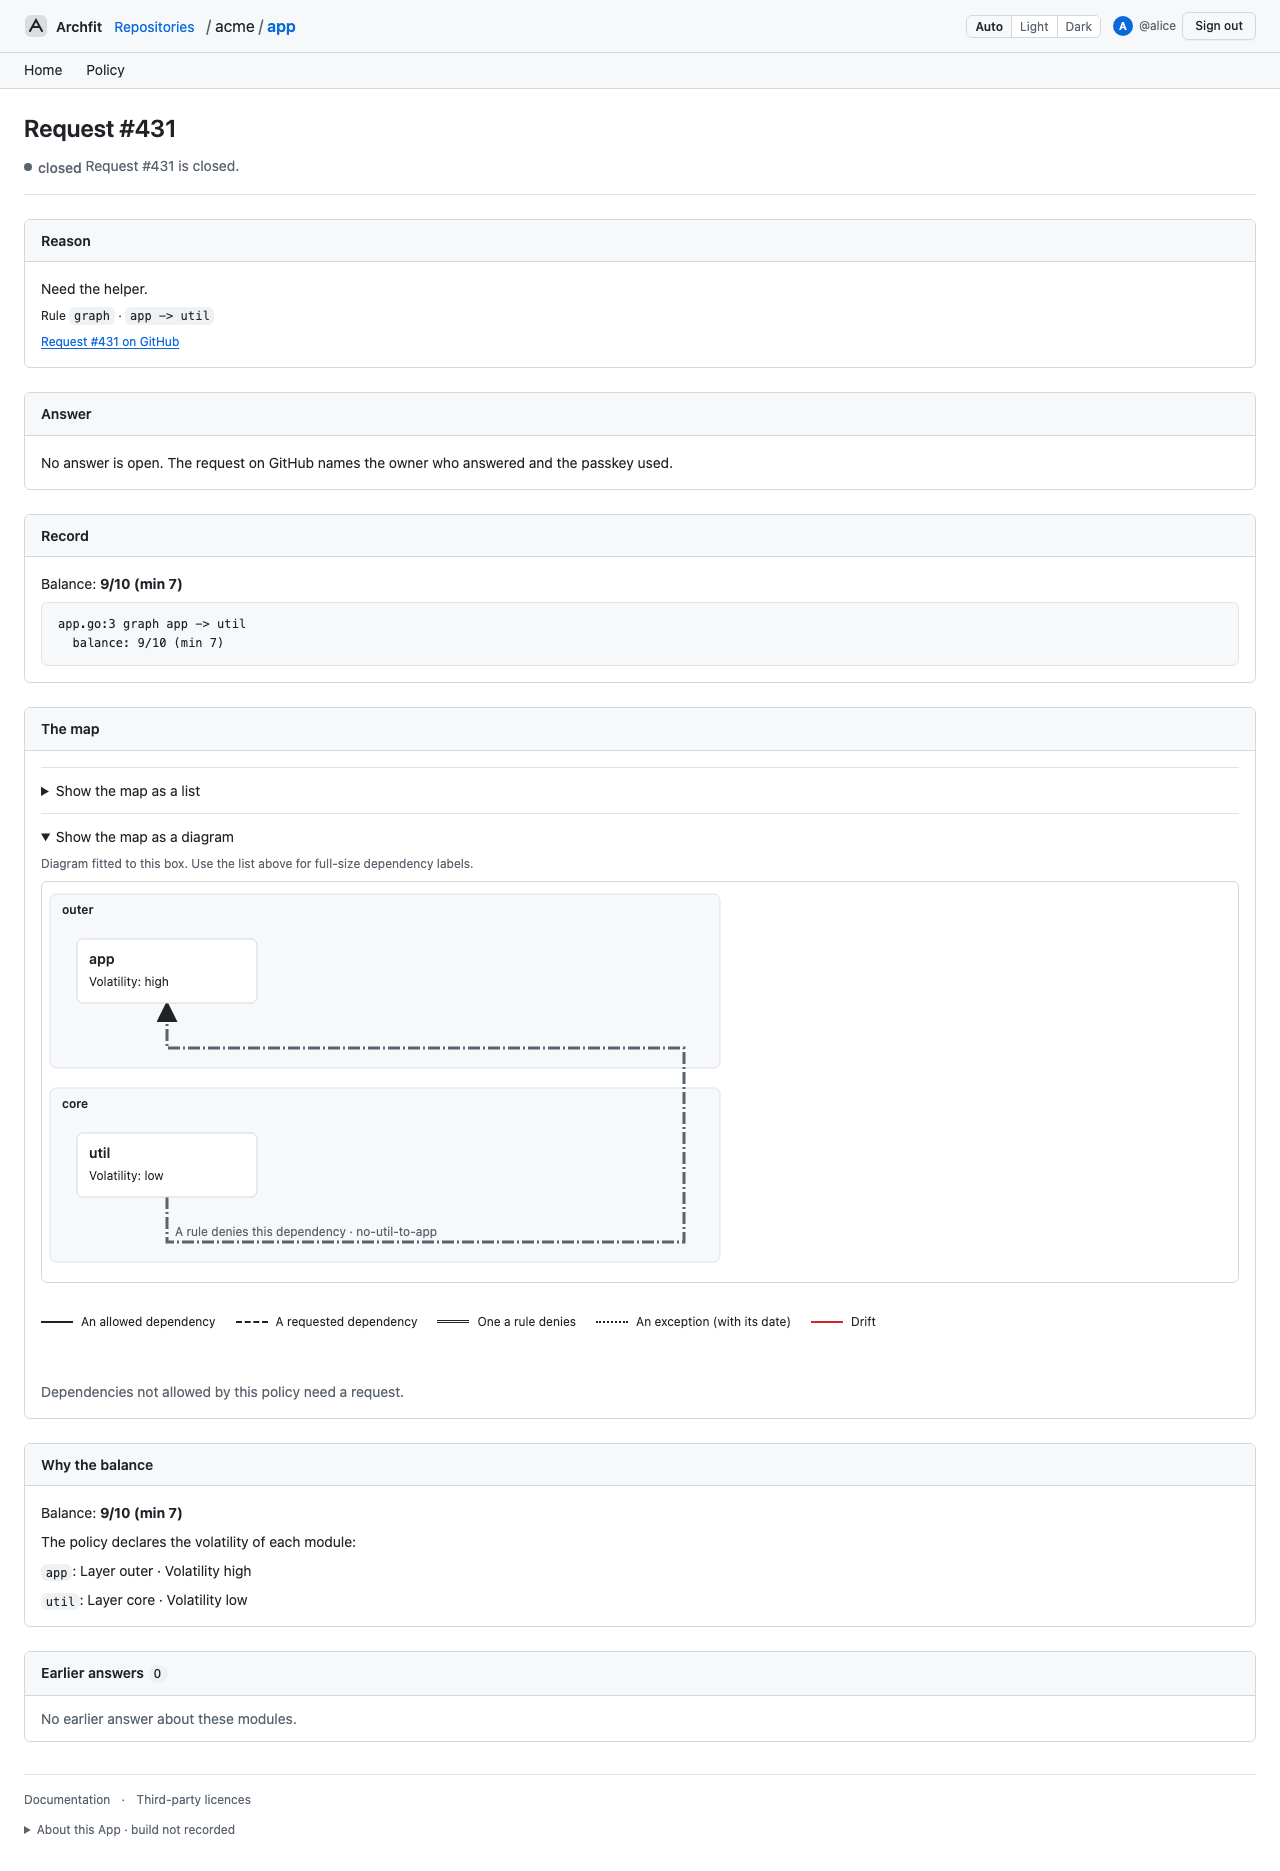 Archfit Repositories / acme / app Auto Light Dark A @alice Sign out
Home Policy
Request #431
closed Request #431 is closed.
Reason
Need the helper.
Rule graph · app -> util
Request #431 on GitHub
Answer
No answer is open. The request on GitHub names the owner who answered and the passkey used.
Record
Balance: 9/10 (min 7)
app.go:3 graph app -> util
balance: 9/10 (min 7)
The map
Show the map as a list
Show the map as a diagram
Diagram fitted to this box. Use the list above for full-size dependency labels.
outer
app
Volatility: high
core
util
Volatility: low
A rule denies this dependency · no-util-to-app
An allowed dependency A requested dependency One a rule denies An exception (with its date) Drift
Dependencies not allowed by this policy need a request.
Why the balance
Balance: 9/10 (min 7)
The policy declares the volatility of each module:
app: Layer outer · Volatility high
util: Layer core · Volatility low
Earlier answers 0
No earlier answer about these modules.
Documentation · Third-party licences
About this App · build not recorded